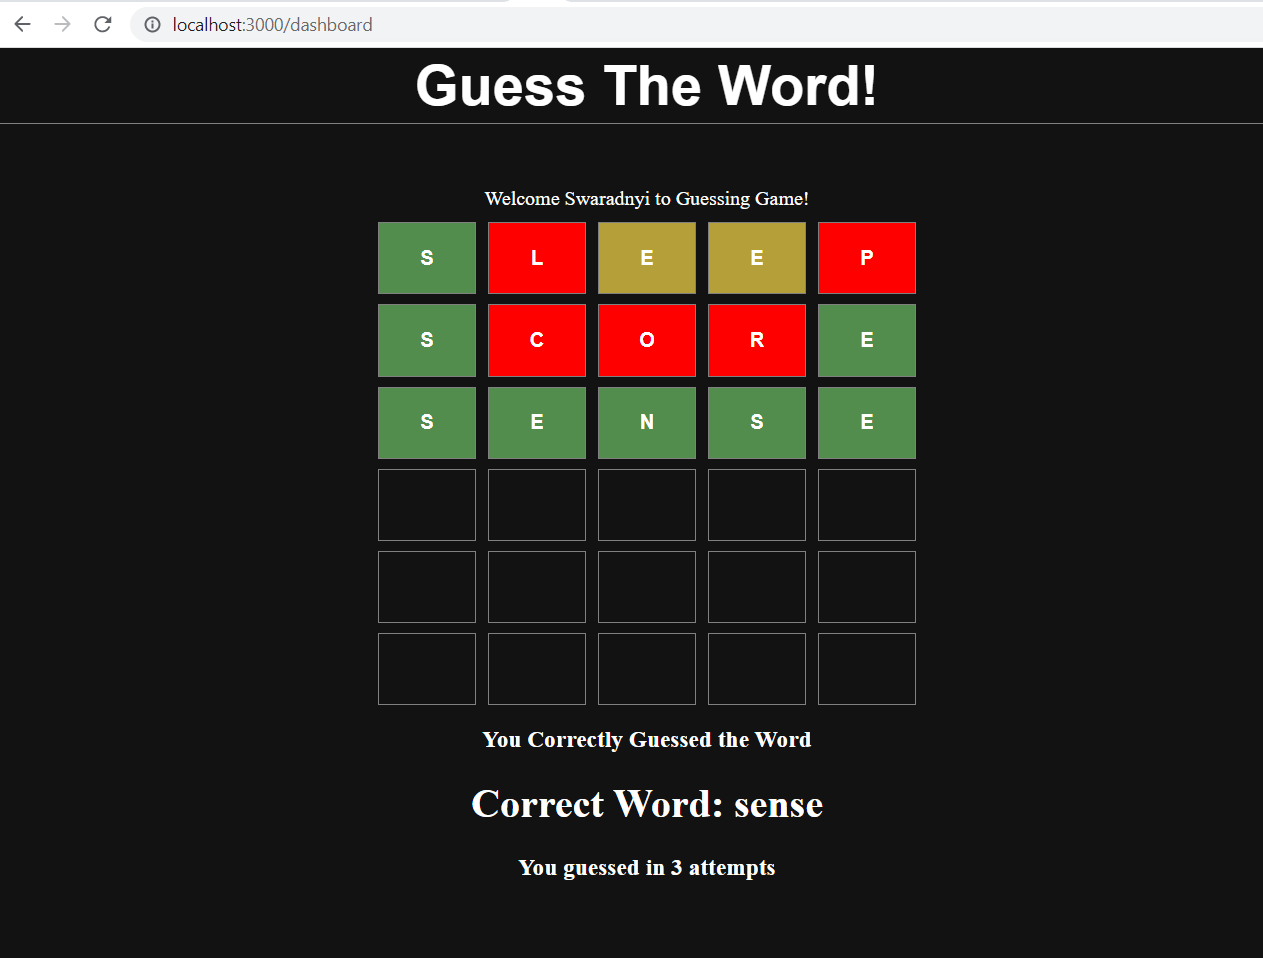 localhost:3000/dashboard
Guess The Word!
Welcome Swaradnyi to Guessing Game!
S L E E P
S C O R E
S E N S E
You Correctly Guessed the Word
Correct Word: sense
You guessed in 3 attempts